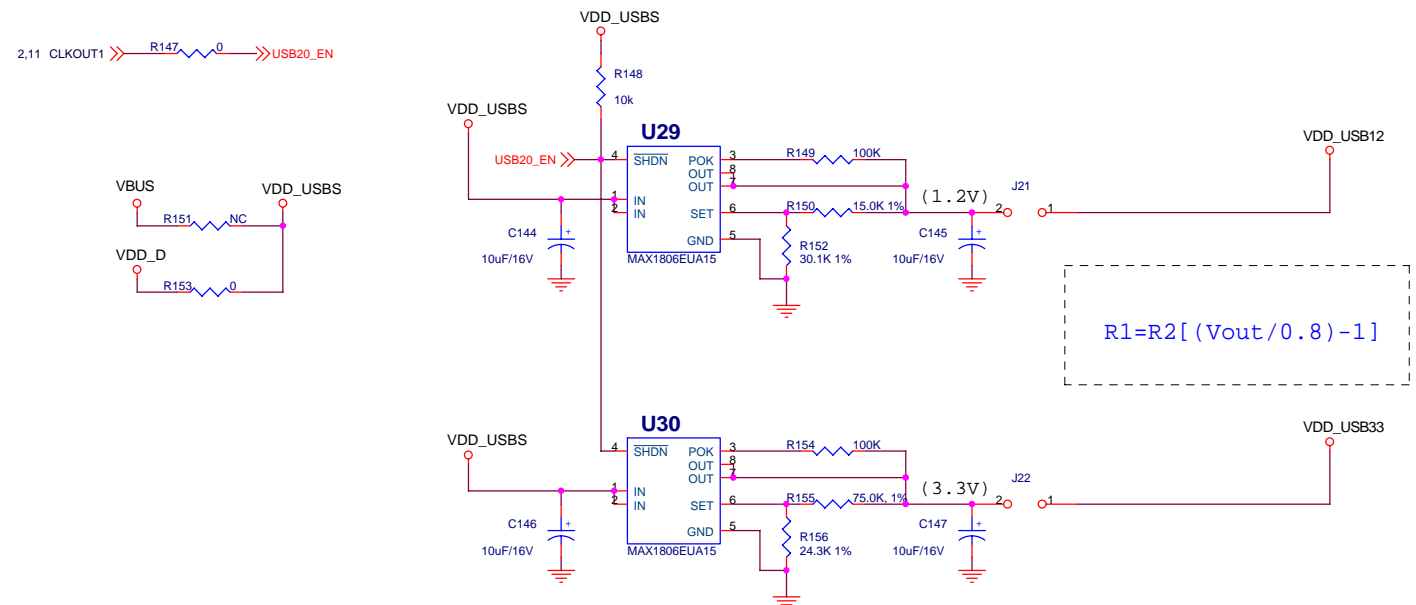 VDD_USBS
2,11 CLKOUT1 R147 0 USB20_EN
R148
10k
VDD_USBS
U29
VDD_USB12
USB20_EN 4 SHDN POK 3 R149 100K
OUT 8
OUT 7
VBUS VDD_USBS
R151 NC
1 IN
2 IN
SET 6 R150 15.0K 1% (1.2V) J21 2 1
C144 + 10uF/16V
GND 5
R152
30.1K 1%
C145 + 10uF/16V
MAX1806EUA15
VDD_D
R153 0
R1=R2[(Vout/0.8)-1]
U30
VDD_USBS
VDD_USB33
4 SHDN POK 3 R154 100K
OUT 8
OUT 7
1 IN
2 IN
SET 6 R155 75.0K, 1% (3.3V) J22 2 1
C146 + 10uF/16V
GND 5
R156
24.3K 1%
C147 + 10uF/16V
MAX1806EUA15